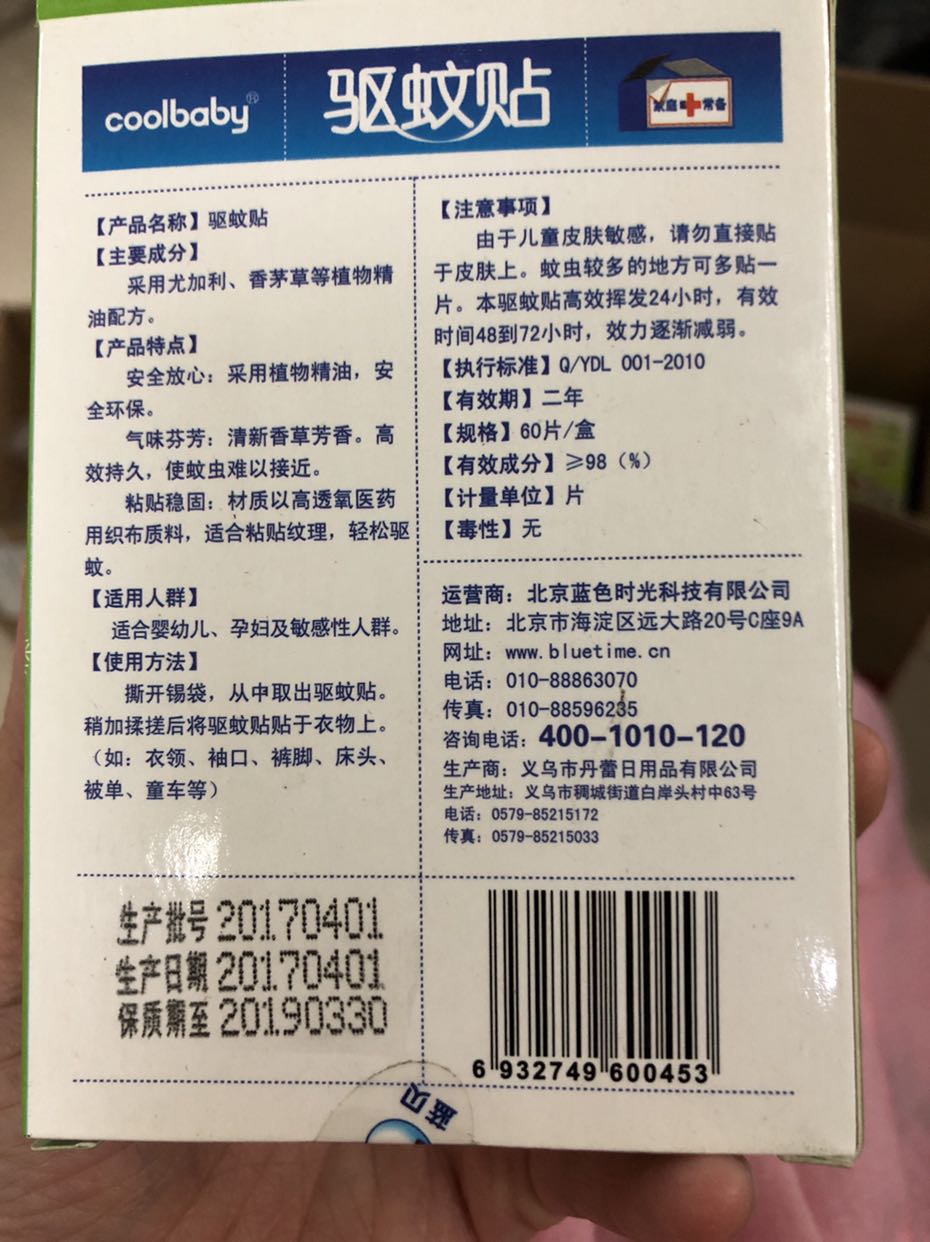 coolbaby®
驱蚊贴
家庭✚常备
【产品名称】驱蚊贴
【主要成分】
采用尤加利、香茅草等植物精
油配方。
【产品特点】
安全放心：采用植物精油，安
全环保。
气味芬芳：清新香草芳香。高
效持久，使蚊虫难以接近。
粘贴稳固：材质以高透氧医药
用织布质料，适合粘贴纹理，轻松驱
蚊。
【适用人群】
适合婴幼儿、孕妇及敏感性人群。
【使用方法】
撕开锡袋，从中取出驱蚊贴。
稍加揉搓后将驱蚊贴贴于衣物上。
（如：衣领、袖口、裤脚、床头、
被单、童车等）
【注意事项】
由于儿童皮肤敏感，请勿直接贴
于皮肤上。蚊虫较多的地方可多贴一
片。本驱蚊贴高效挥发24小时，有效
时间48到72小时，效力逐渐减弱。
【执行标准】Q/YDL 001-2010
【有效期】二年
【规格】60片/盒
【有效成分】≥98（%）
【计量单位】片
【毒性】无
运营商：北京蓝色时光科技有限公司
地址：北京市海淀区远大路20号C座9A
网址：www.bluetime.cn
电话：010-88863070
传真：010-88596235
咨询电话：400-1010-120
生产商：义乌市丹蕾日用品有限公司
生产地址：义乌市稠城街道白岸头村中63号
电话：0579-85215172
传真：0579-85215033
生产批号 20170401
生产日期 20170401
保质期至 20190330
6 932749 600453
蓝贝